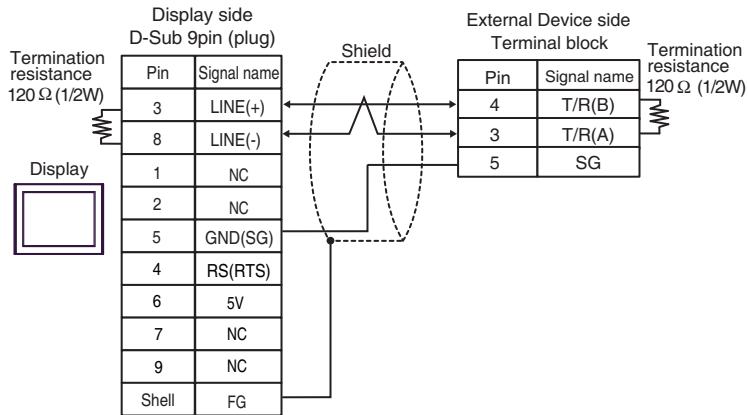 Display side
D-Sub 9pin (plug)
Termination
resistance
120 Ω (1/2W)
Pin Signal name
3 LINE(+)
8 LINE(-)
1 NC
2 NC
5 GND(SG)
4 RS(RTS)
6 5V
7 NC
9 NC
Shell FG
Display
Shield
External Device side
Terminal block
Pin Signal name
4 T/R(B)
3 T/R(A)
5 SG
Termination
resistance
120 Ω (1/2W)